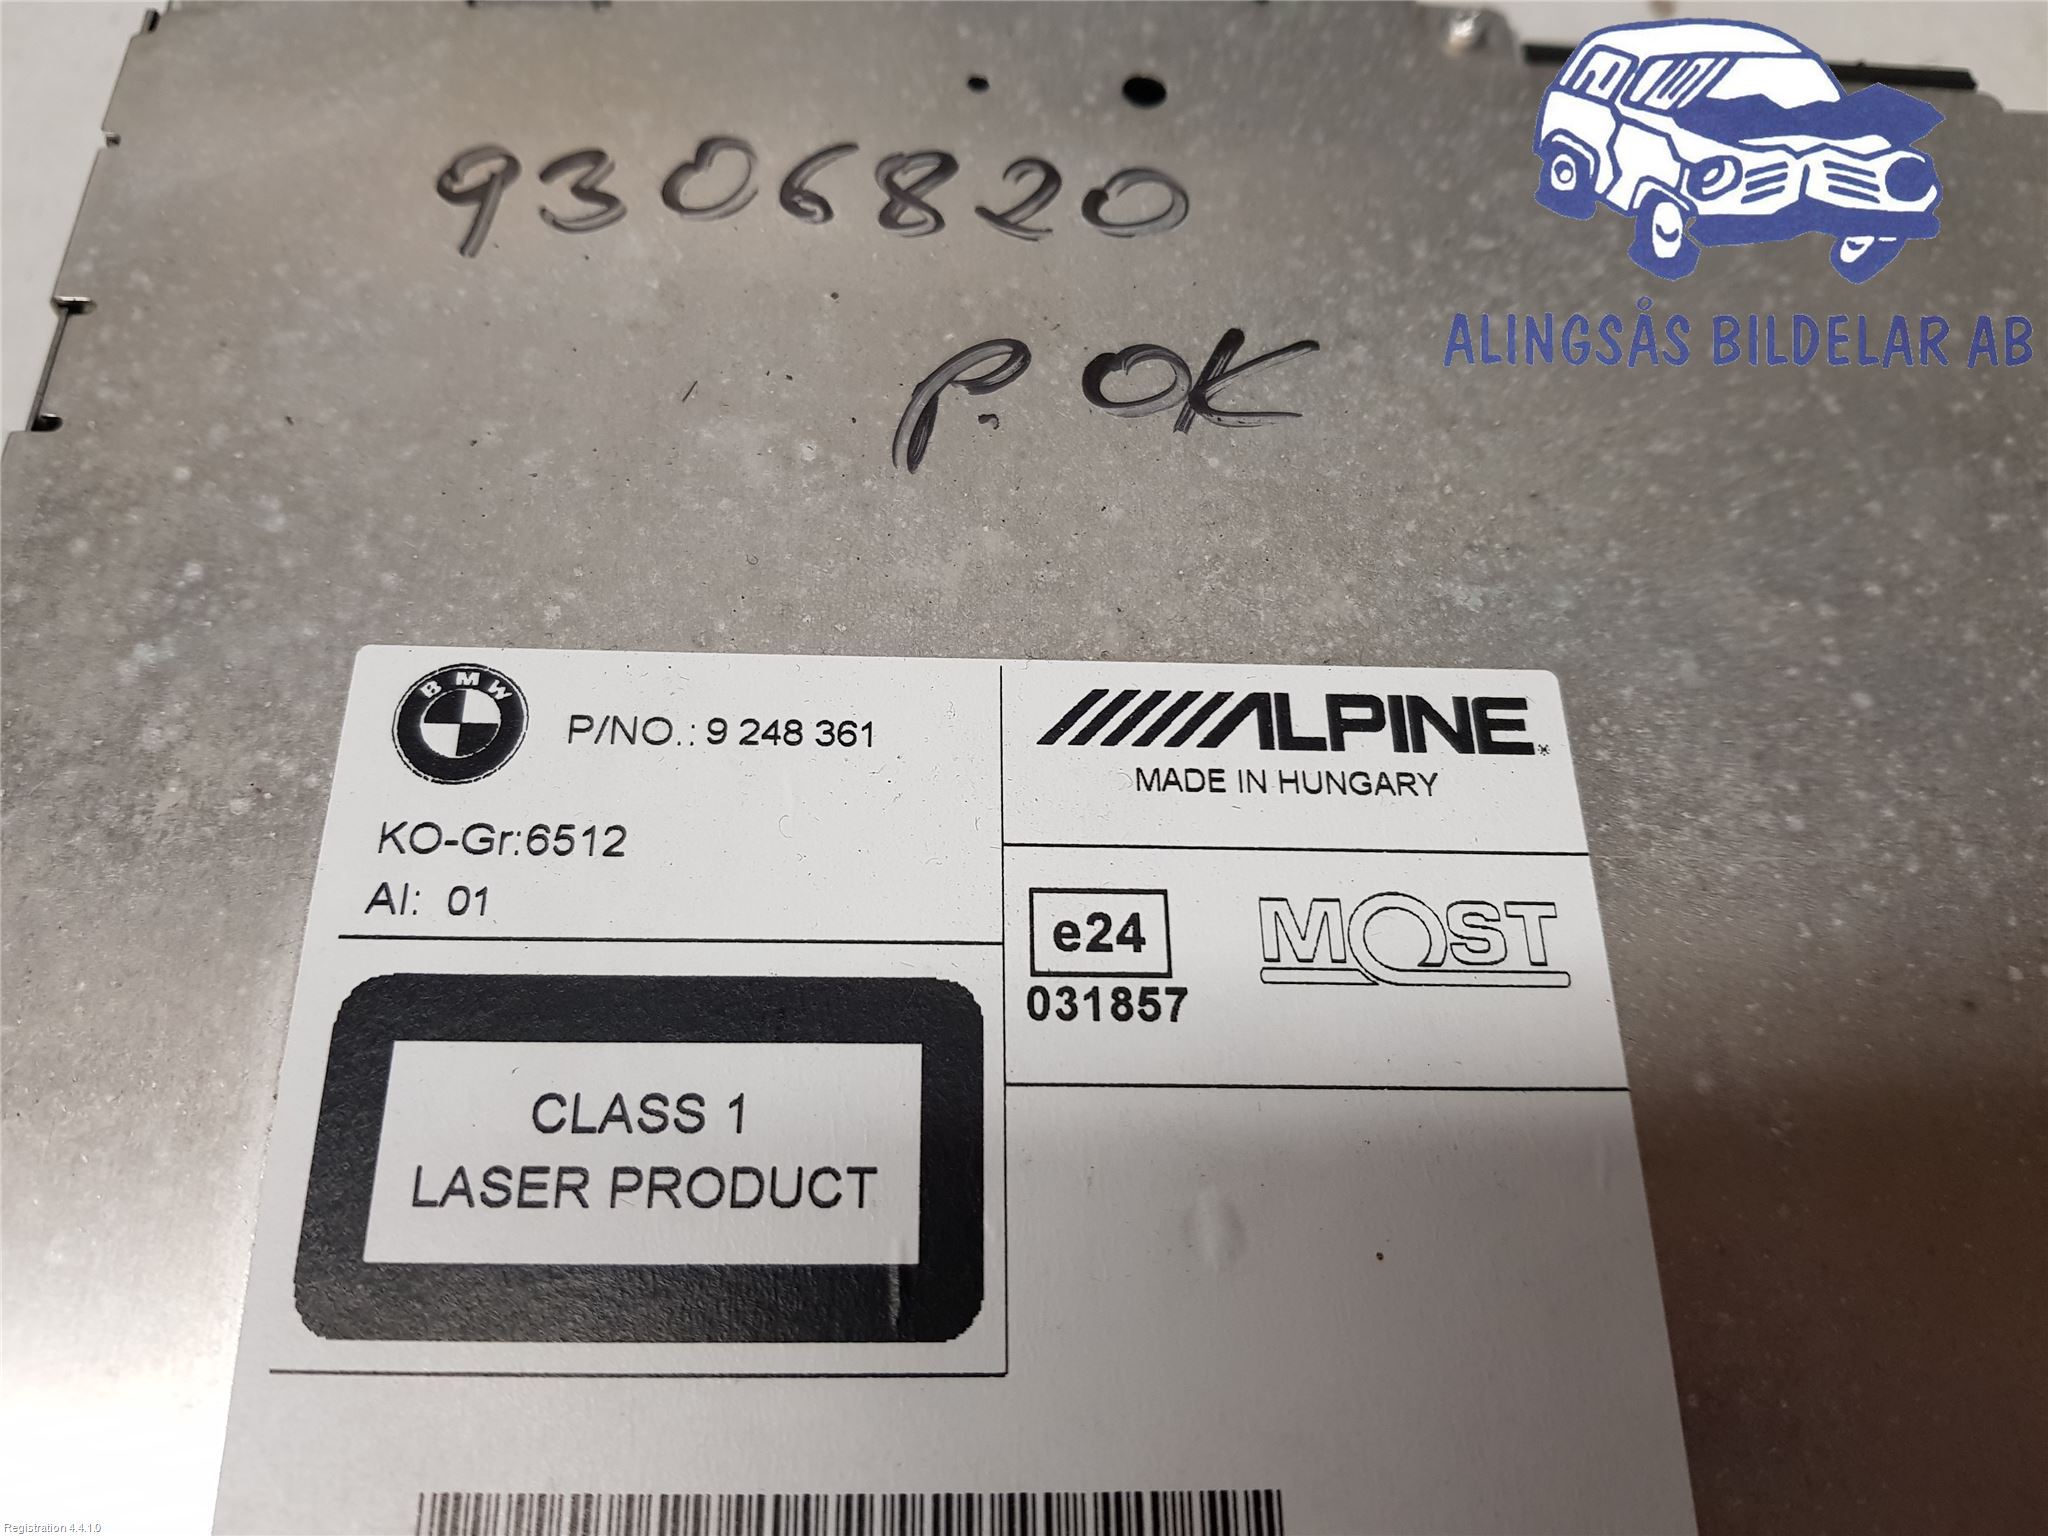 9306820
P. OK
ALINGSÅS BILDELAR AB
BMW
P/NO.: 9 248 361
KO-Gr:6512
AI: 01
ALPINE
MADE IN HUNGARY
e24
031857
MOST
CLASS 1
LASER PRODUCT
Registration 4.4.1.0